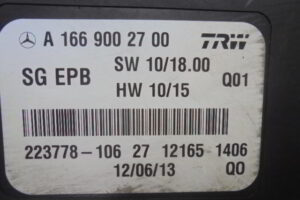 A 166 900 27 00 TRW
SW 10/18.00
SG EPB Q01
HW 10/15
223778-106 27 12165 1406
12/06/13 QO